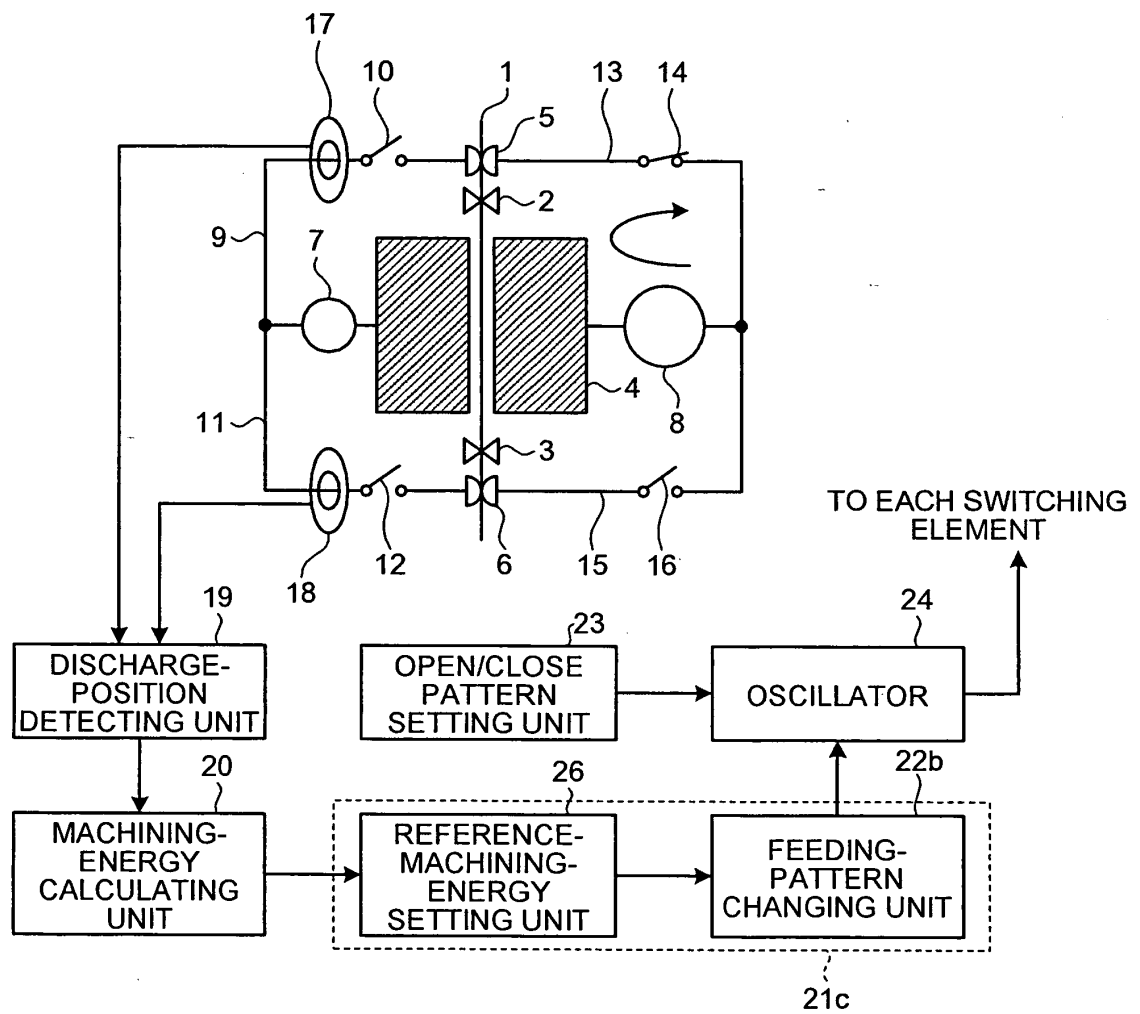 17
10
1
5
13
14
2
9
7
4
8
11
3
18
12
6
15
16
TO EACH SWITCHING
ELEMENT
19
DISCHARGE-
POSITION
DETECTING UNIT
23
OPEN/CLOSE
PATTERN
SETTING UNIT
24
OSCILLATOR
20
MACHINING-
ENERGY
CALCULATING
UNIT
26
REFERENCE-
MACHINING-
ENERGY
SETTING UNIT
22b
FEEDING-
PATTERN
CHANGING UNIT
21c